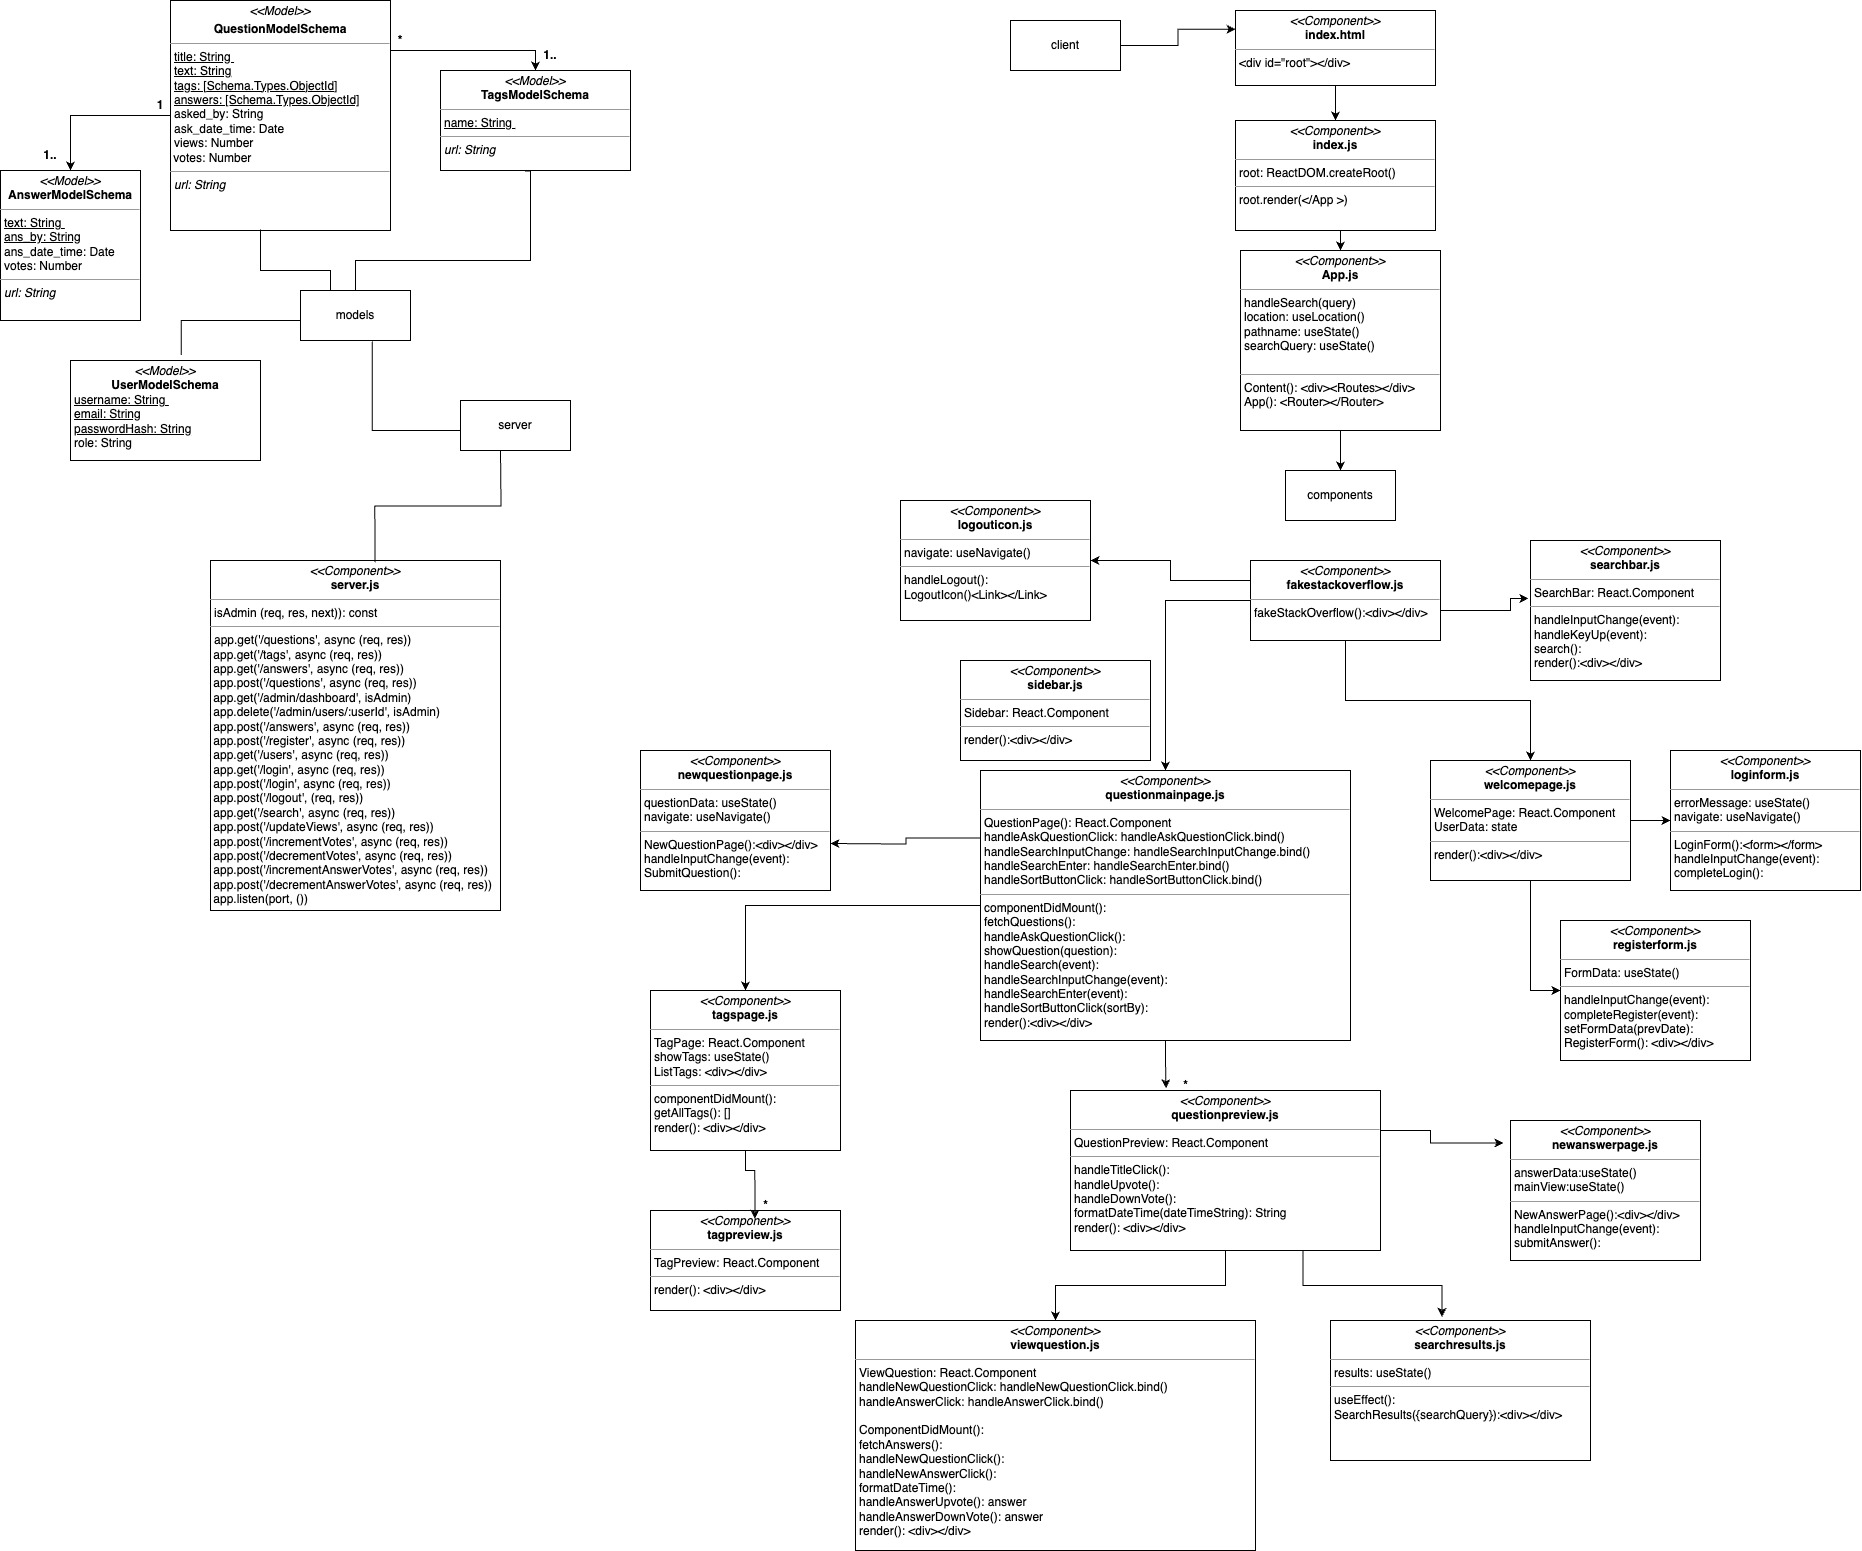 <<Model>>
QuestionModelSchema
title: String
text: String
tags: [Schema.Types.ObjectId]
answers: [Schema.Types.ObjectId]
asked_by: String
ask_date_time: Date
views: Number
votes: Number
url: String
*
1..
<<Model>>
TagsModelSchema
name: String
url: String
1
1..
<<Model>>
AnswerModelSchema
text: String
ans_by: String
ans_date_time: Date
votes: Number
url: String
models
<<Model>>
UserModelSchema
username: String
email: String
passwordHash: String
role: String
server
<<Component>>
server.js
isAdmin (req, res, next)): const
app.get('/questions', async (req, res))
app.get('/tags', async (req, res))
app.get('/answers', async (req, res))
app.post('/questions', async (req, res))
app.get('/admin/dashboard', isAdmin)
app.delete('/admin/users/:userId', isAdmin)
app.post('/answers', async (req, res))
app.post('/register', async (req, res))
app.get('/users', async (req, res))
app.get('/login', async (req, res))
app.post('/login', async (req, res))
app.post('/logout', (req, res))
app.get('/search', async (req, res))
app.post('/updateViews', async (req, res))
app.post('/incrementVotes', async (req, res))
app.post('/decrementVotes', async (req, res))
app.post('/incrementAnswerVotes', async (req, res))
app.post('/decrementAnswerVotes', async (req, res))
app.listen(port, ())
client
<<Component>>
index.html
<div id="root"></div>
<<Component>>
index.js
root: ReactDOM.createRoot()
root.render(</App >)
<<Component>>
App.js
handleSearch(query)
location: useLocation()
pathname: useState()
searchQuery: useState()
Content(): <div><Routes></div>
App(): <Router></Router>
components
<<Component>>
logouticon.js
navigate: useNavigate()
handleLogout():
LogoutIcon()<Link></Link>
<<Component>>
fakestackoverflow.js
fakeStackOverflow():<div></div>
<<Component>>
searchbar.js
SearchBar: React.Component
handleInputChange(event):
handleKeyUp(event):
search():
render():<div></div>
<<Component>>
sidebar.js
Sidebar: React.Component
render():<div></div>
<<Component>>
newquestionpage.js
questionData: useState()
navigate: useNavigate()
NewQuestionPage():<div></div>
handleInputChange(event):
SubmitQuestion():
<<Component>>
questionmainpage.js
QuestionPage(): React.Component
handleAskQuestionClick: handleAskQuestionClick.bind()
handleSearchInputChange: handleSearchInputChange.bind()
handleSearchEnter: handleSearchEnter.bind()
handleSortButtonClick: handleSortButtonClick.bind()
componentDidMount():
fetchQuestions():
handleAskQuestionClick():
showQuestion(question):
handleSearch(event):
handleSearchInputChange(event):
handleSearchEnter(event):
handleSortButtonClick(sortBy):
render():<div></div>
<<Component>>
welcomepage.js
WelcomePage: React.Component
UserData: state
render():<div></div>
<<Component>>
loginform.js
errorMessage: useState()
navigate: useNavigate()
LoginForm():<form></form>
handleInputChange(event):
completeLogin():
<<Component>>
registerform.js
FormData: useState()
handleInputChange(event):
completeRegister(event):
setFormData(prevDate):
RegisterForm(): <div></div>
<<Component>>
tagspage.js
TagPage: React.Component
showTags: useState()
ListTags: <div></div>
componentDidMount():
getAllTags(): []
render(): <div></div>
*
<<Component>>
tagpreview.js
TagPreview: React.Component
render(): <div></div>
*
<<Component>>
questionpreview.js
QuestionPreview: React.Component
handleTitleClick():
handleUpvote():
handleDownVote():
formatDateTime(dateTimeString): String
render(): <div></div>
<<Component>>
newanswerpage.js
answerData:useState()
mainView:useState()
NewAnswerPage():<div></div>
handleInputChange(event):
submitAnswer():
<<Component>>
viewquestion.js
ViewQuestion: React.Component
handleNewQuestionClick: handleNewQuestionClick.bind()
handleAnswerClick: handleAnswerClick.bind()
ComponentDidMount():
fetchAnswers():
handleNewQuestionClick():
handleNewAnswerClick():
formatDateTime():
handleAnswerUpvote(): answer
handleAnswerDownVote(): answer
render(): <div></div>
<<Component>>
searchresults.js
results: useState()
useEffect():
SearchResults({searchQuery}):<div></div>